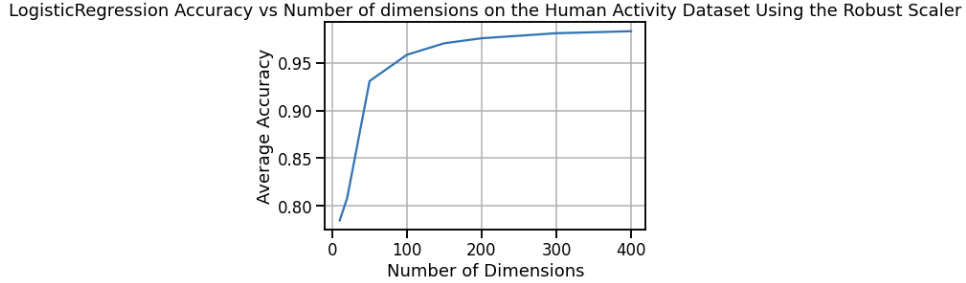 LogisticRegression Accuracy vs Number of dimensions on the Human Activity Dataset Using the Robust Scaler
Average Accuracy
0.95
0.90
0.85
0.80
0 100 200 300 400
Number of Dimensions